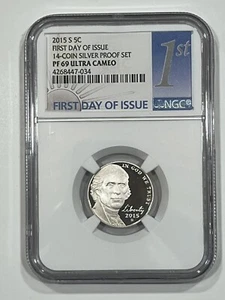 2015 S 5C
FIRST DAY OF ISSUE
14-COIN SILVER PROOF SET
PF 69 ULTRA CAMEO
4268447-034
1st
FIRST DAY OF ISSUE
NGC
IN GOD WE TRUST
Liberty
2015
S